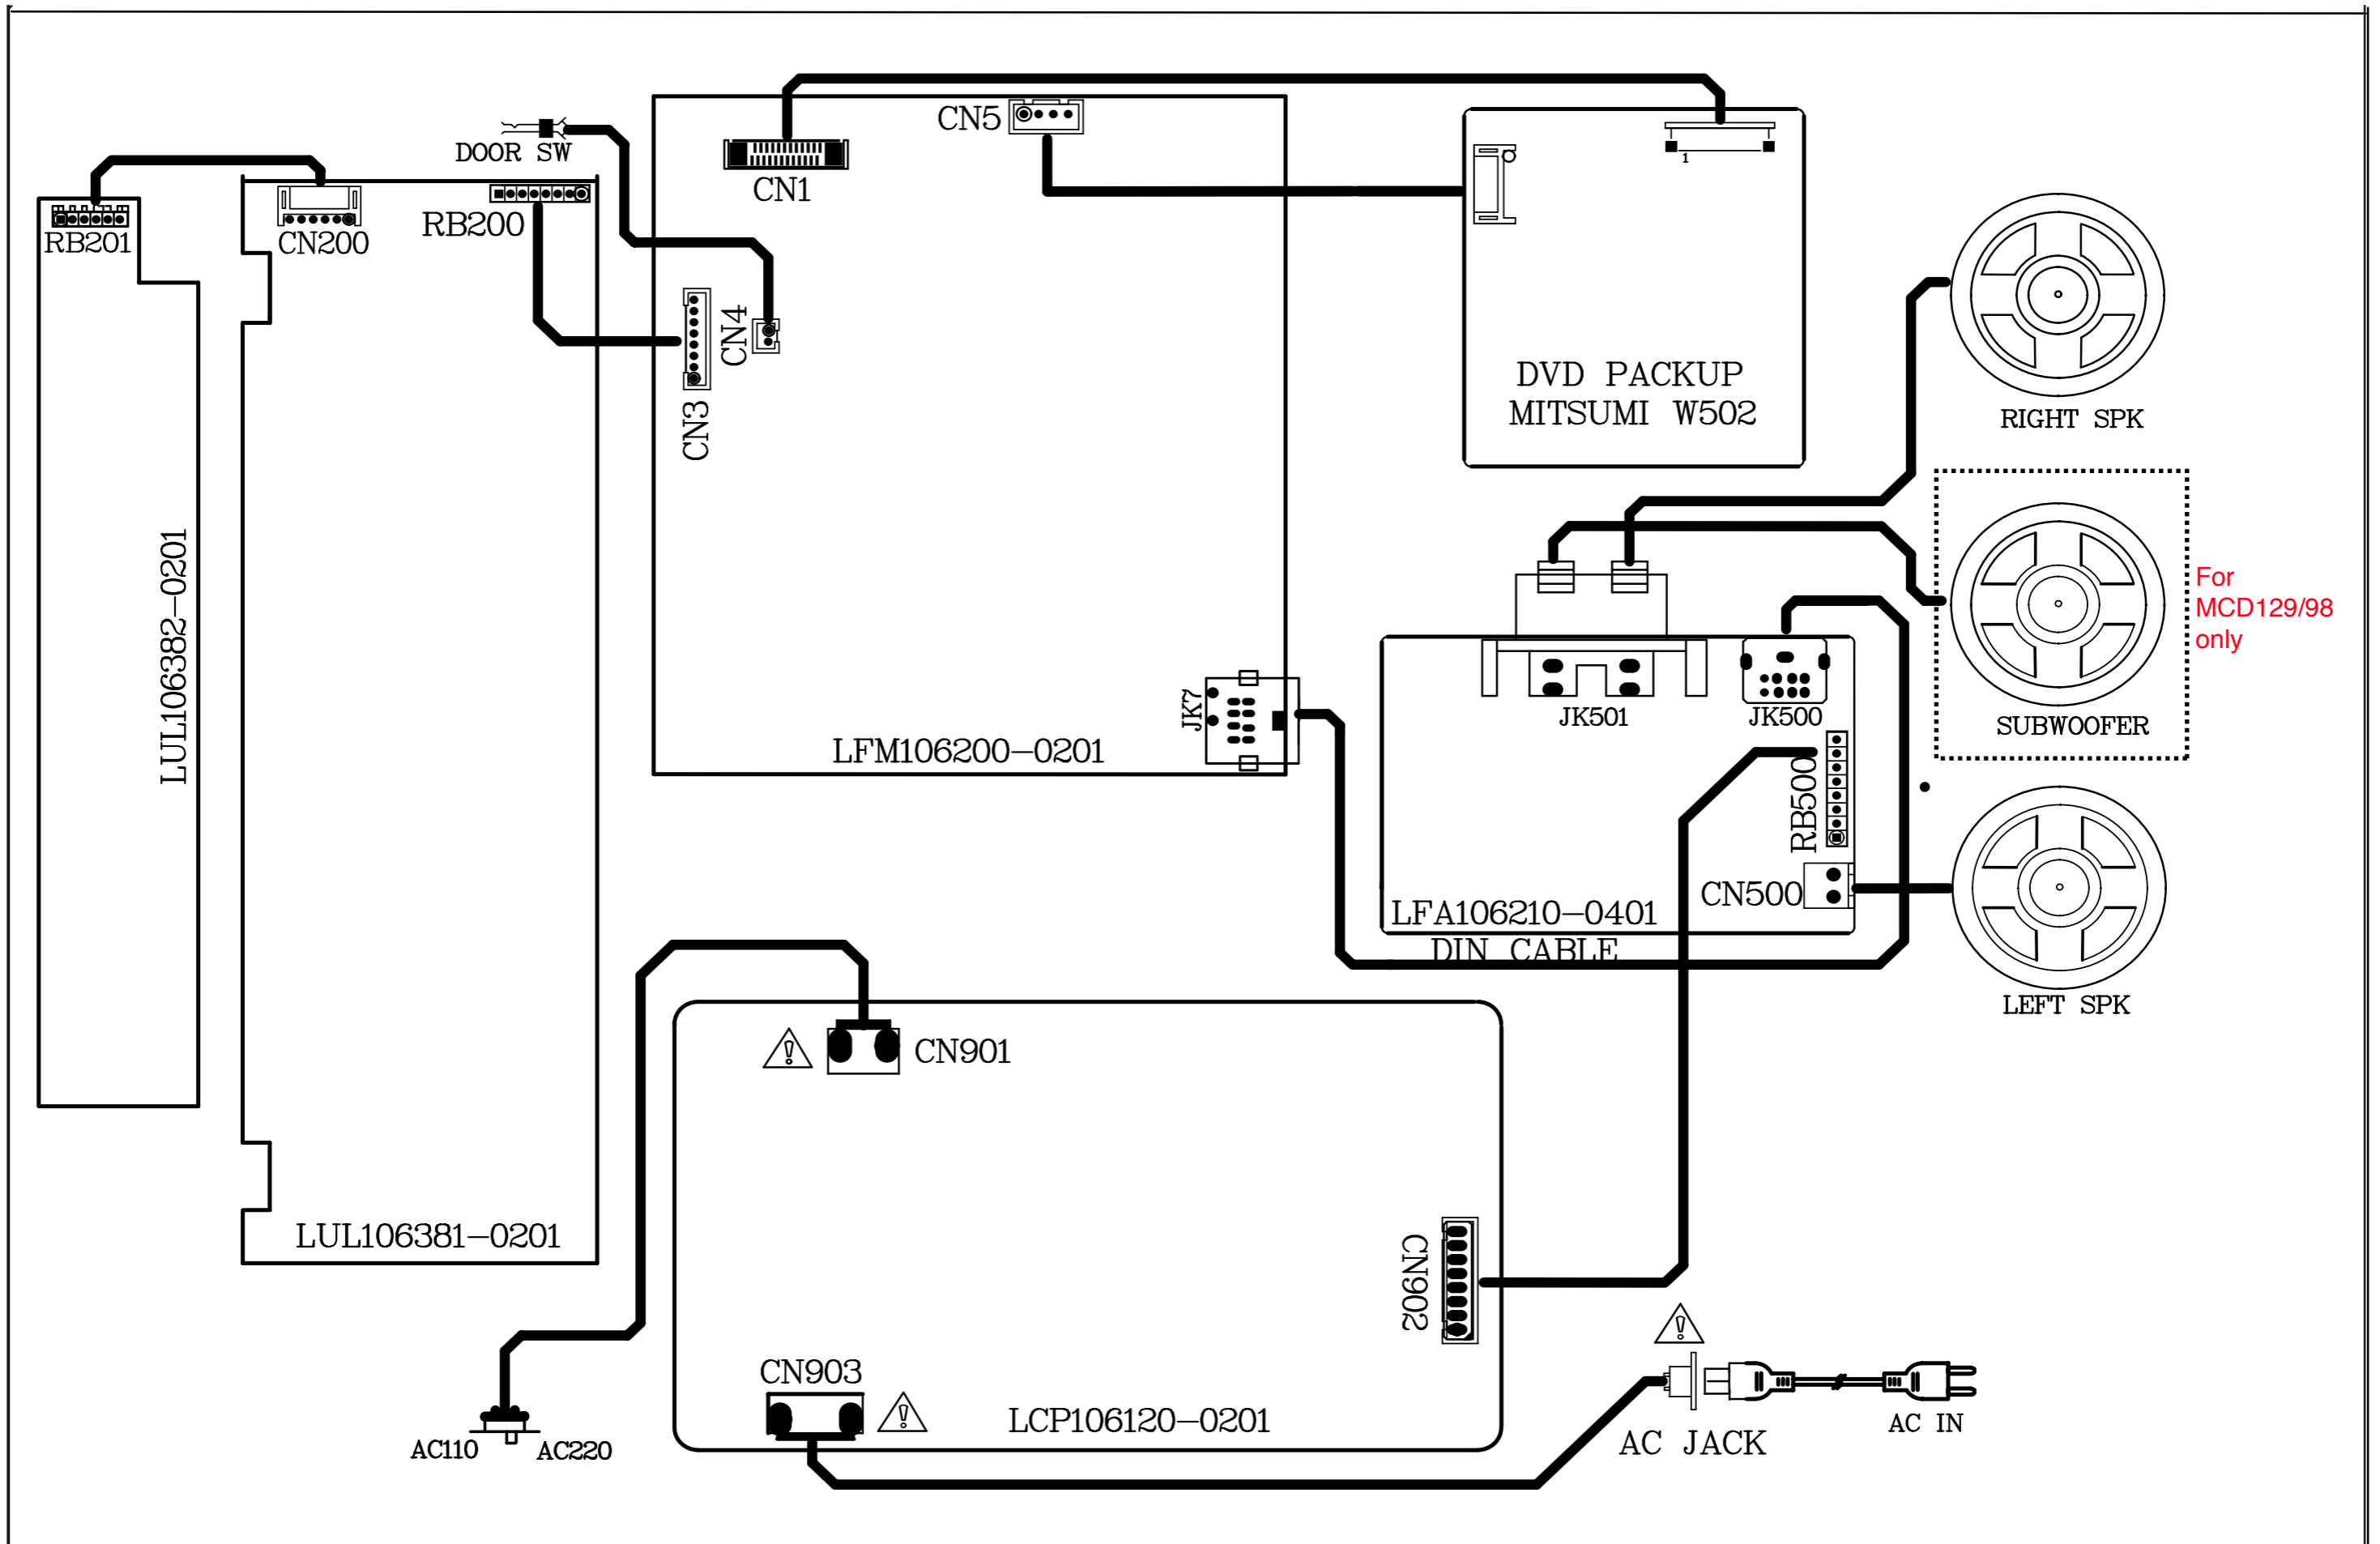 CN5
DOOR SW
CN1
1
RB201
CN200
RB200
CN4
CN3
DVD PACKUP
MITSUMI W502
RIGHT SPK
For
MCD129/98
only
SUBWOOFER
LUL106382-0201
JK7
LFM106200-0201
JK501
JK500
RB500
CN500
LFA106210-0401
DIN CABLE
LEFT SPK
CN901
LUL106381-0201
CN902
CN903
LCP106120-0201
AC JACK
AC IN
AC110
AC220